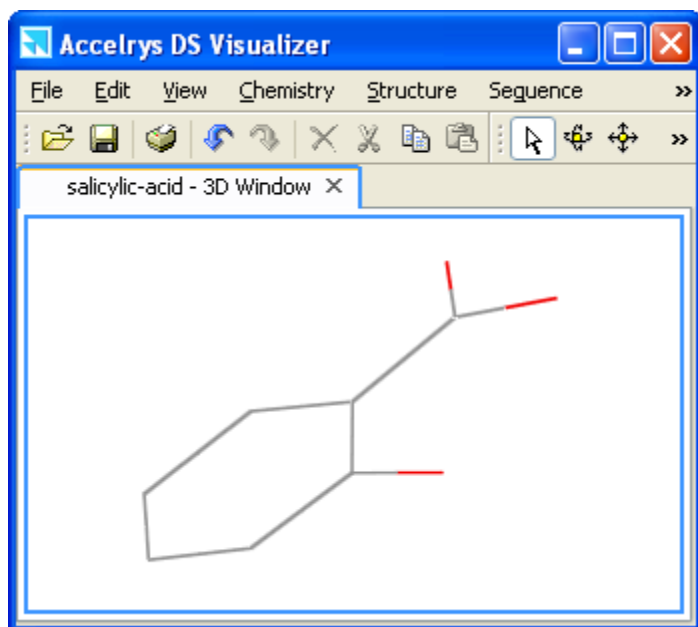 Accelrys DS Visualizer
File Edit View Chemistry Structure Sequence »
»
salicylic-acid - 3D Window